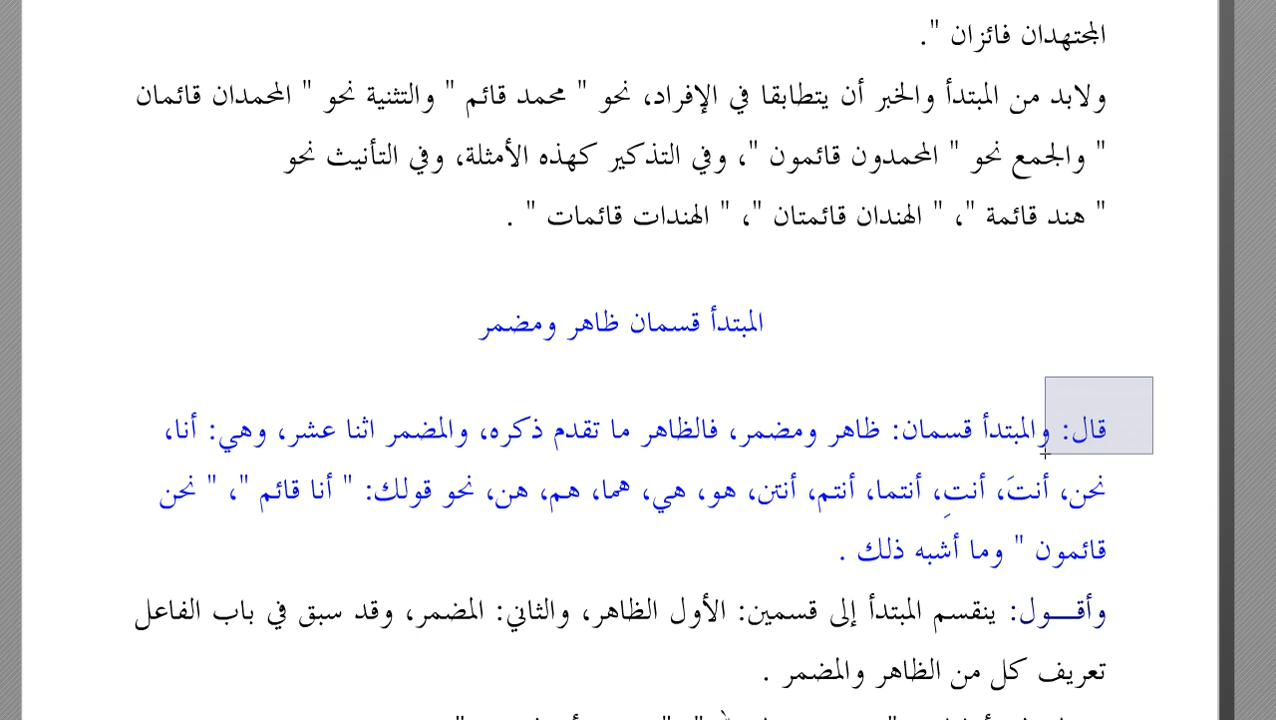 المجتهدان فائزان ".
ولابد من المبتدأ والخبر أن يتطابقا في الإفراد، نحو " محمد قائم " والتثنية نحو " المحمدان قائمان
" والجمع نحو " المحمدون قائمون "، وفي التذكير كهذه الأمثلة، وفي التأنيث نحو
" هند قائمة "، " الهندان قائمتان "، " الهندات قائمات " .
المبتدأ قسمان ظاهر ومضمر
قال: والمبتدأ قسمان: ظاهر ومضمر، فالظاهر ما تقدم ذكره، والمضمر اثنا عشر، وهي: أنا،
نحن، أنتَ، أنتِ، أنتما، أنتم، أنتن، هو، هي، هما، هم، هن، نحو قولك: " أنا قائم "، " نحن
قائمون " وما أشبه ذلك .
وأقـــول: ينقسم المبتدأ إلى قسمين: الأول الظاهر، والثاني: المضمر، وقد سبق في باب الفاعل
تعريف كل من الظاهر والمضمر .